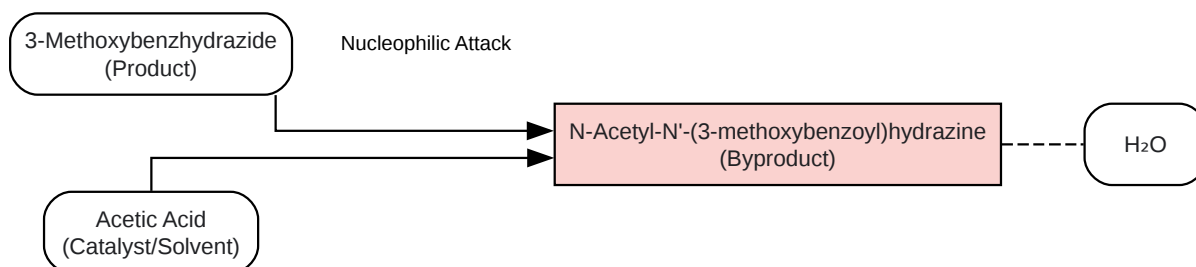 3-Methoxybenzhydrazide
(Product)
Nucleophilic Attack
N-Acetyl-N'-(3-methoxybenzoyl)hydrazine
(Byproduct)
H₂O
Acetic Acid
(Catalyst/Solvent)